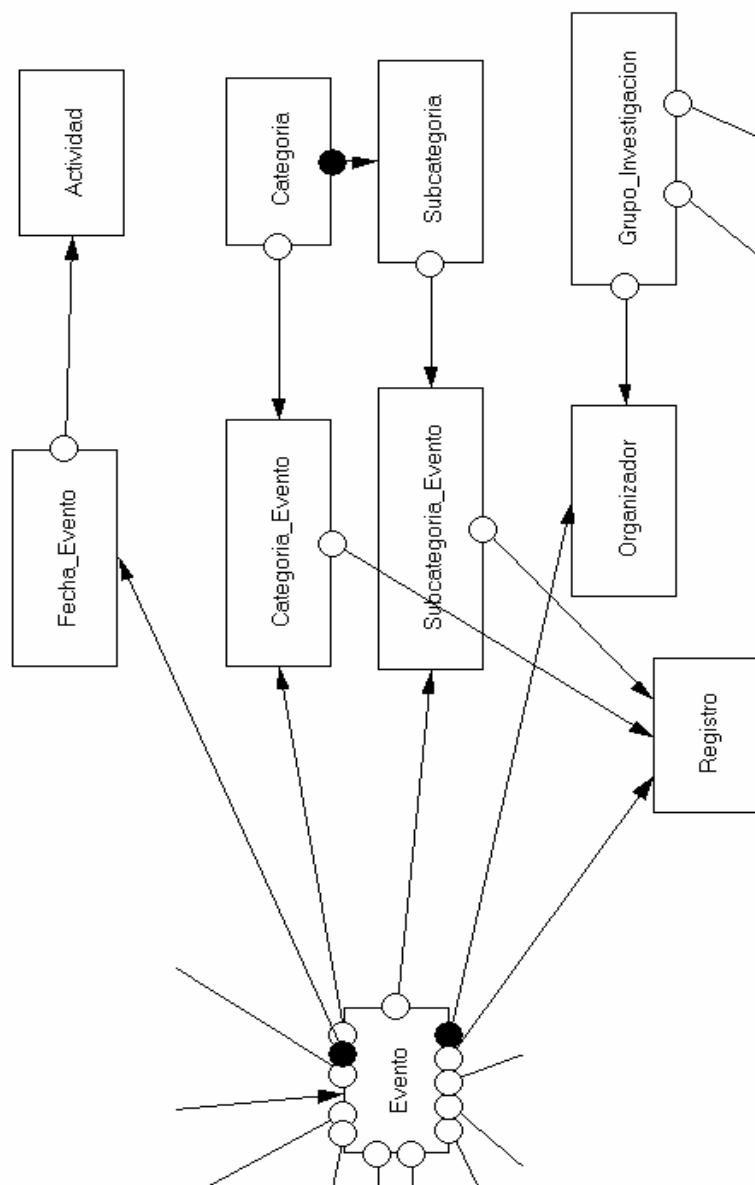 Actividad
Categoria
Subcategoria
Grupo_Investigacion
Fecha_Evento
Categoria_Evento
Subcategoria_Evento
Organizador
Registro
Evento